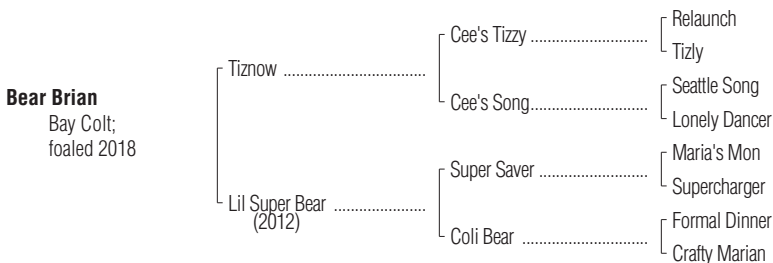 Bear Brian
Bay Colt;
foaled 2018
Tiznow
Lil Super Bear
(2012)
Cee's Tizzy
Cee's Song
Super Saver
Coli Bear
Relaunch
Tizly
Seattle Song
Lonely Dancer
Maria's Mon
Supercharger
Formal Dinner
Crafty Marian